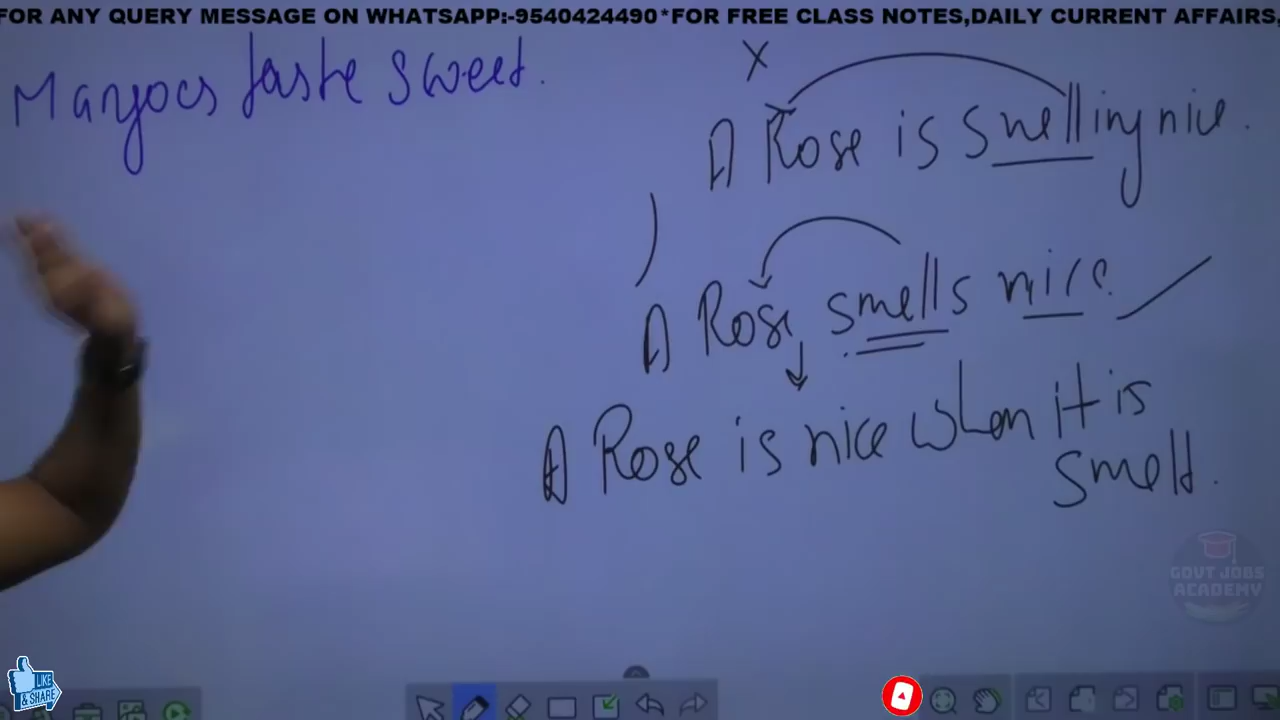 FOR ANY QUERY MESSAGE ON WHATSAPP:-9540424490*FOR FREE CLASS NOTES,DAILY CURRENT AFFAIRS,
Mangoes taste sweet.
X
A Rose is smelling nice.
A Rose smells nice.
A Rose is nice when it is
smelt.
GOVT JOBS
ACADEMY
LIKE
& SHARE